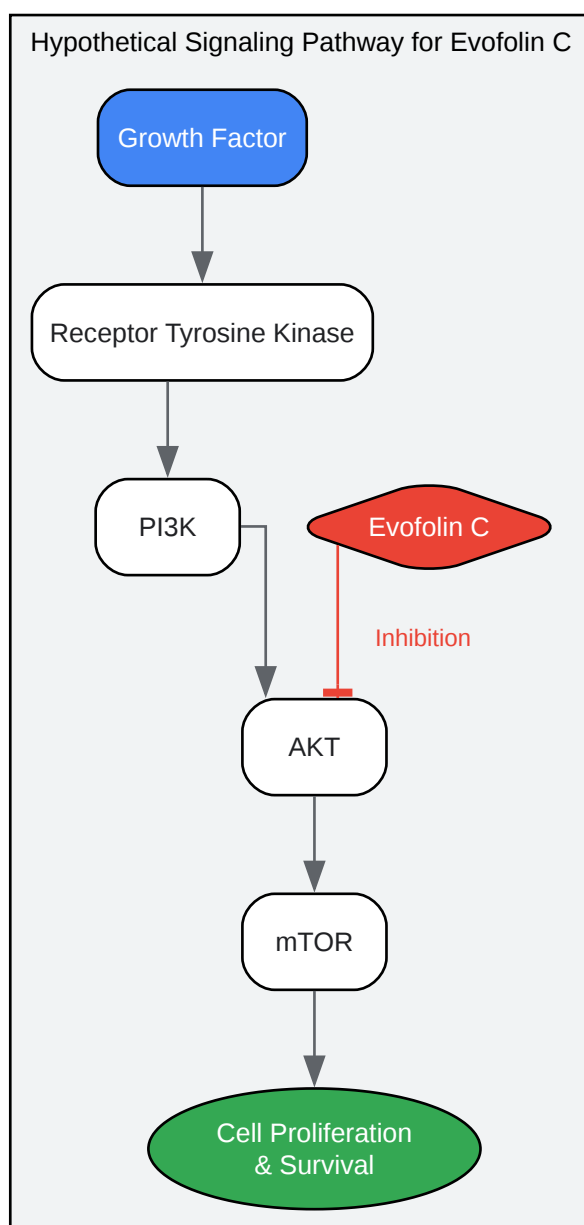 Hypothetical Signaling Pathway for Evofolin C
Growth Factor
Receptor Tyrosine Kinase
PI3K
Evofolin C
Inhibition
AKT
mTOR
Cell Proliferation
& Survival